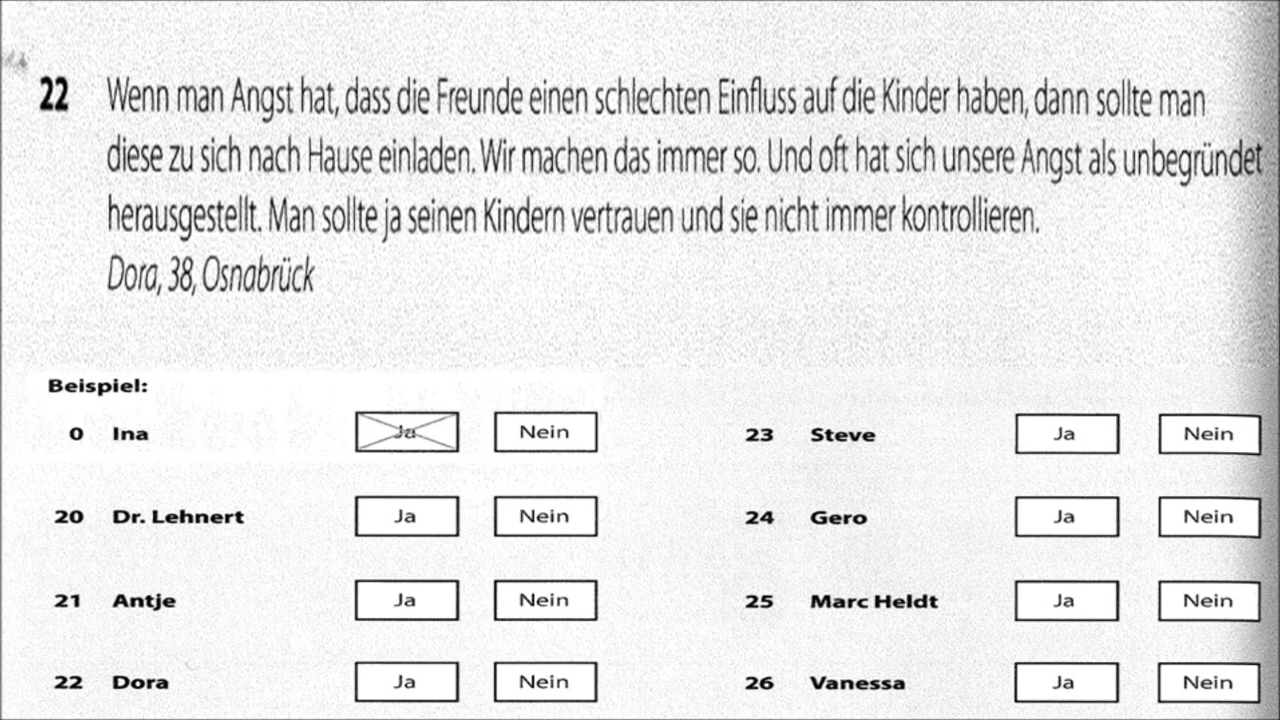 22 Wenn man Angst hat, dass die Freunde einen schlechten Einfluss auf die Kinder haben, dann sollte man
diese zu sich nach Hause einladen. Wir machen das immer so. Und oft hat sich unsere Angst als unbegründet
herausgestellt. Man sollte ja seinen Kindern vertrauen und sie nicht immer kontrollieren.
Dora, 38, Osnabrück
Beispiel:
0 Ina Ja Nein
20 Dr. Lehnert Ja Nein
21 Antje Ja Nein
22 Dora Ja Nein
23 Steve Ja Nein
24 Gero Ja Nein
25 Marc Heldt Ja Nein
26 Vanessa Ja Nein